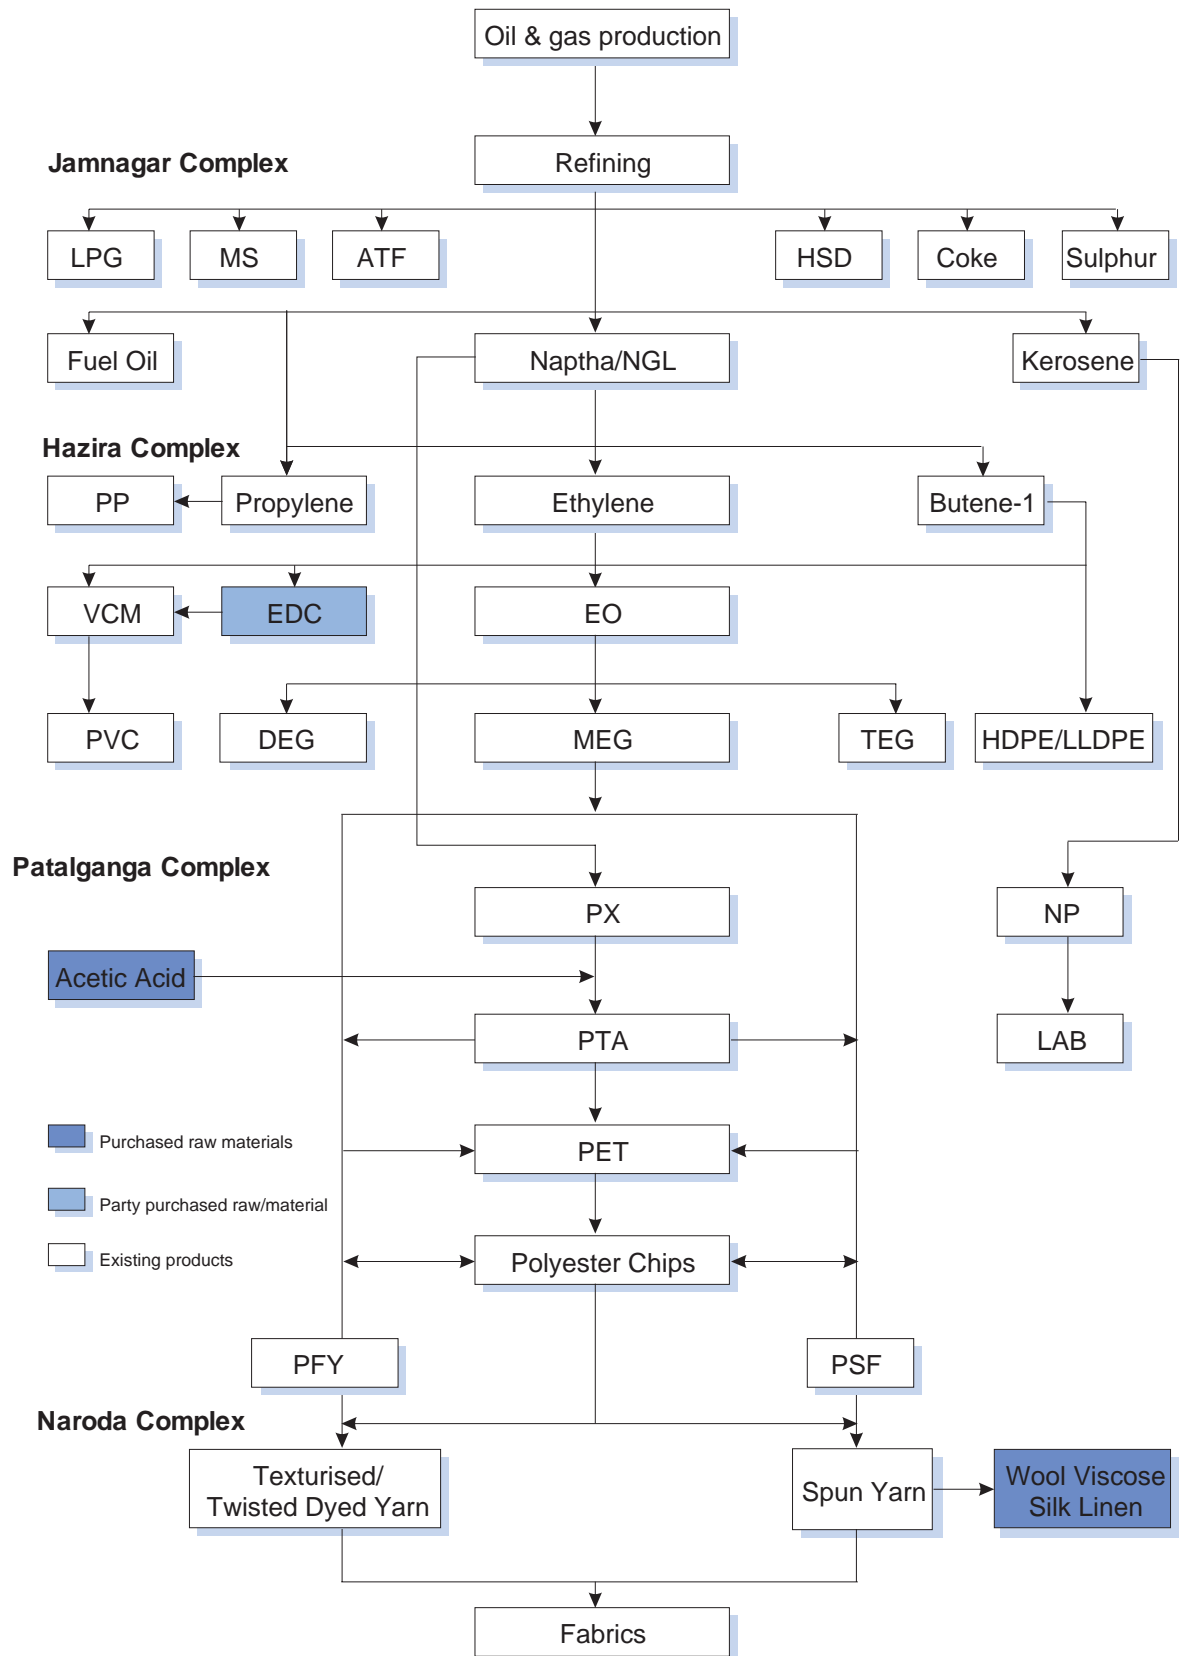 Oil & gas production
Jamnagar Complex
Refining
LPG
MS
ATF
HSD
Coke
Sulphur
Fuel Oil
Naptha/NGL
Kerosene
Hazira Complex
PP
Propylene
Ethylene
Butene-1
VCM
EDC
EO
PVC
DEG
MEG
TEG
HDPE/LLDPE
Patalganga Complex
PX
NP
Acetic Acid
PTA
LAB
Purchased raw materials
PET
Party purchased raw/material
Existing products
Polyester Chips
PFY
PSF
Naroda Complex
Texturised/
Twisted Dyed Yarn
Spun Yarn
Wool Viscose
Silk Linen
Fabrics